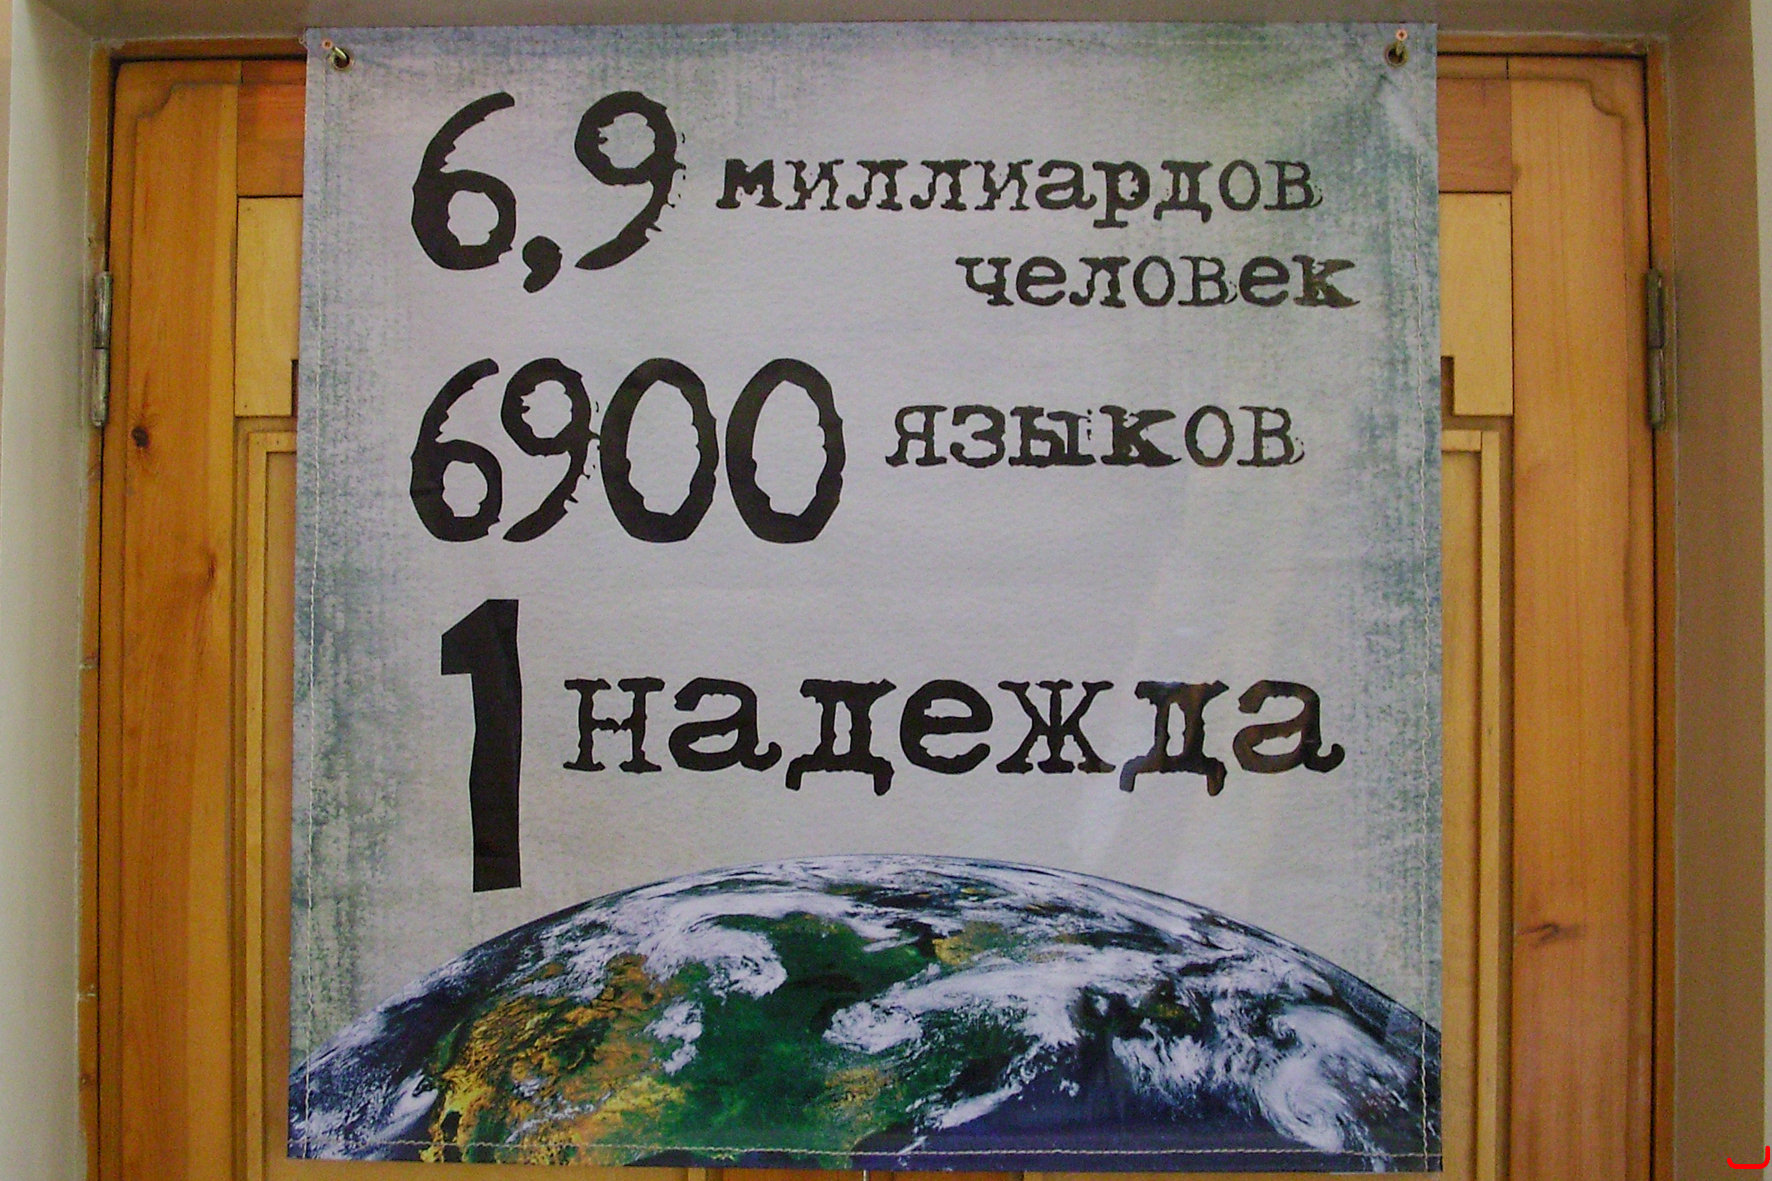 6,9 миллиардов
человек
6900 языков
1 надежда